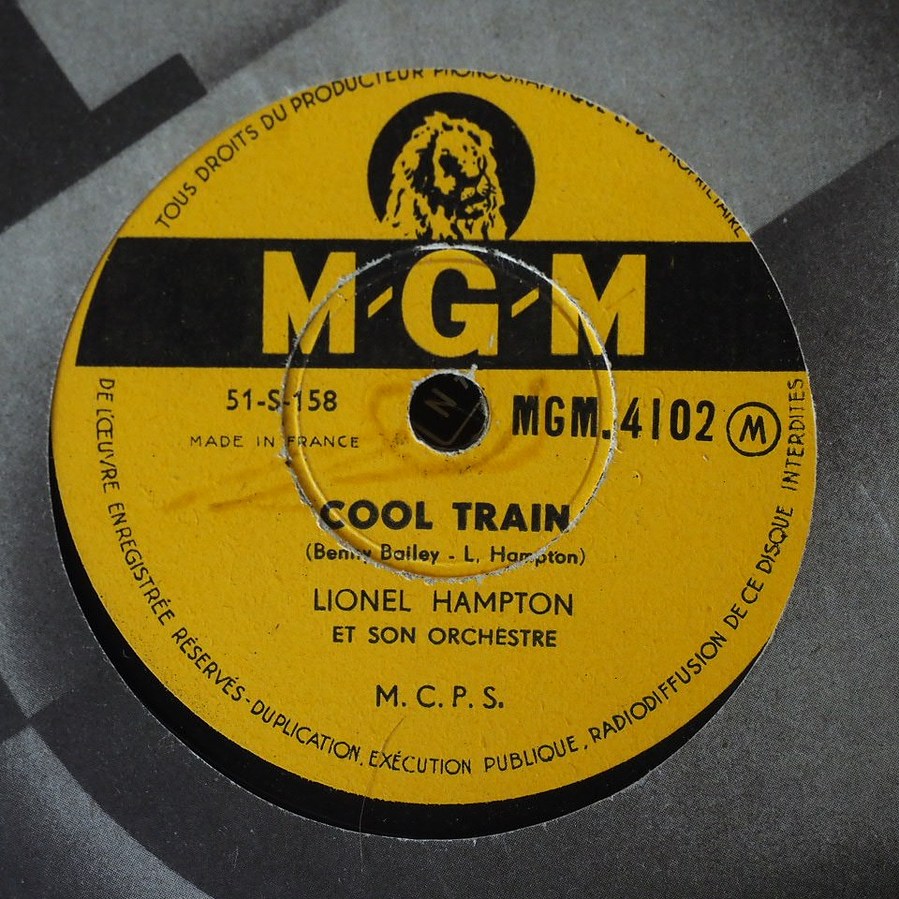 TOUS DROITS DU PRODUCTEUR PHONOGRAPHIQUE ET DU PROPRIÉTAIRE
M-G-M
51-S-158
MGM. 4102 M
MADE IN FRANCE
COOL TRAIN
(Benny Bailey - L. Hampton)
LIONEL HAMPTON
ET SON ORCHESTRE
M. C. P. S.
DE L'ŒUVRE ENREGISTRÉE RÉSERVÉS - DUPLICATION, EXÉCUTION PUBLIQUE, RADIODIFFUSION DE CE DISQUE INTERDITES